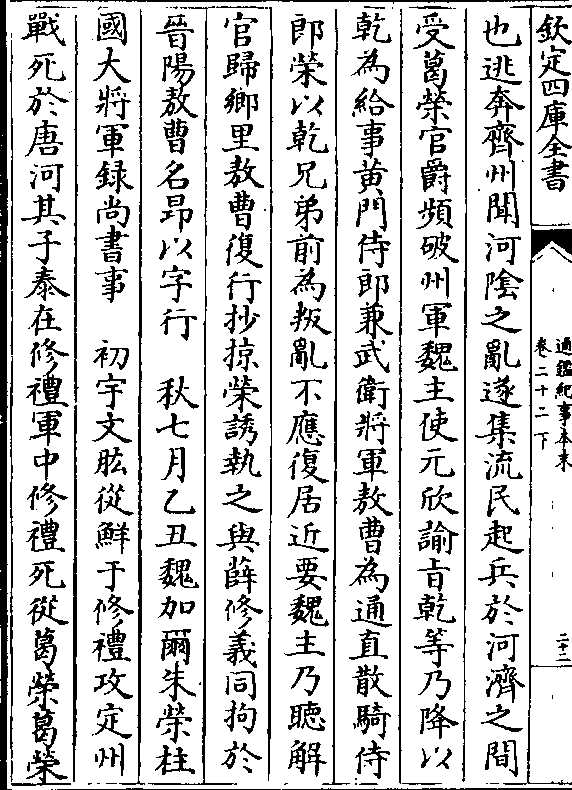 欽定四庫全書
通鑑紀事本末
卷二十二下
二十二
也逃奔齊州聞河陰之亂遂集流民起兵於河濟之間
受葛榮官爵頻破州軍魏主使元欣諭旨乾等乃降以
乾為給事黄門侍郎兼武衛將軍敖曹為通直散騎侍
郎榮以乾兄弟前為叛亂不應復居近要魏主乃聽解
官歸鄉里敖曹復行抄掠榮誘執之與薛修義同拘於
晉陽敖曹名昂以字行　秋七月乙丑魏加爾朱榮柱
國大將軍録尚書事　初宇文肱從鮮于修禮攻定州
戰死於唐河其子泰在修禮軍中修禮死從葛榮葛榮